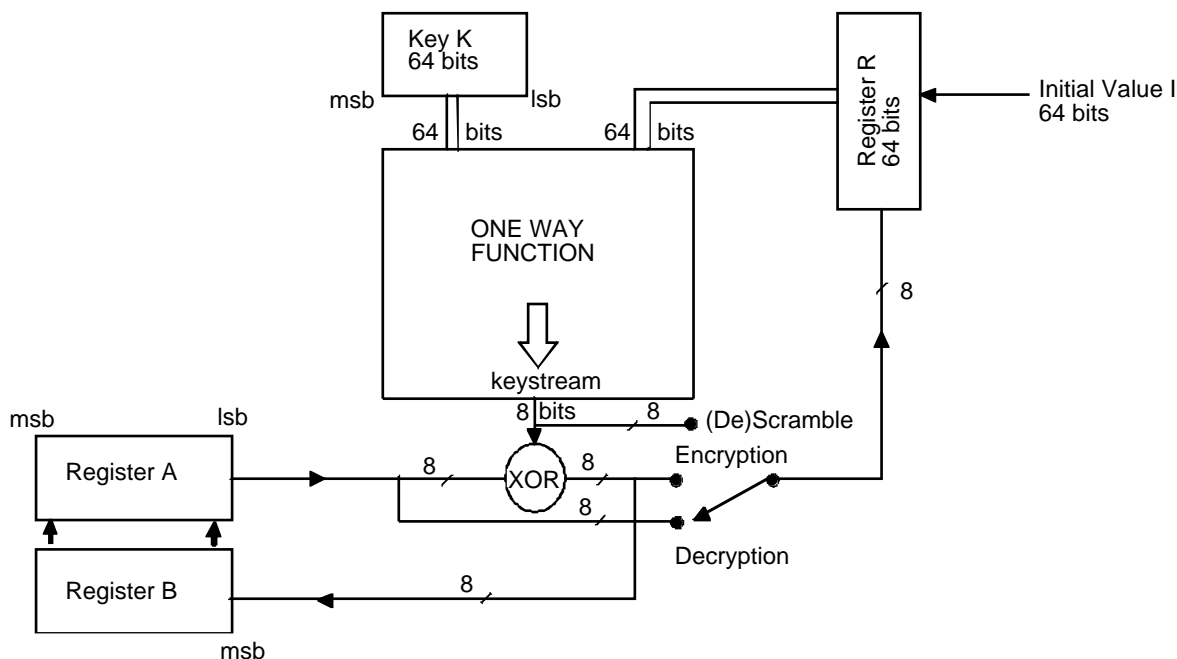 Key K
64 bits
msb
lsb
Register R
64 bits
Initial Value I
64 bits
64 bits
64 bits
ONE WAY
FUNCTION
8
keystream
8 bits
8
(De)Scramble
msb
lsb
Encryption
Register A
8
XOR
8
8
Decryption
Register B
8
msb